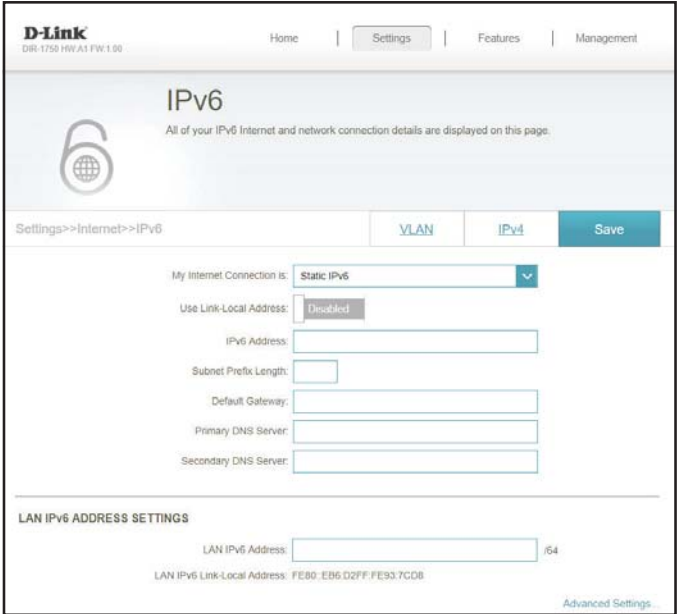 D-Link
DIR-1750 HW:A1 FW:1.00
Home | Settings | Features | Management
IPv6
All of your IPv6 Internet and network connection details are displayed on this page.
Settings>>Internet>>IPv6
VLAN
IPv4
Save
My Internet Connection is: Static IPv6
Use Link-Local Address: Disabled
IPv6 Address:
Subnet Prefix Length:
Default Gateway:
Primary DNS Server:
Secondary DNS Server:
LAN IPv6 ADDRESS SETTINGS
LAN IPv6 Address: /64
LAN IPv6 Link-Local Address: FE80::EB6:D2FF:FE93:7CD8
Advanced Settings...